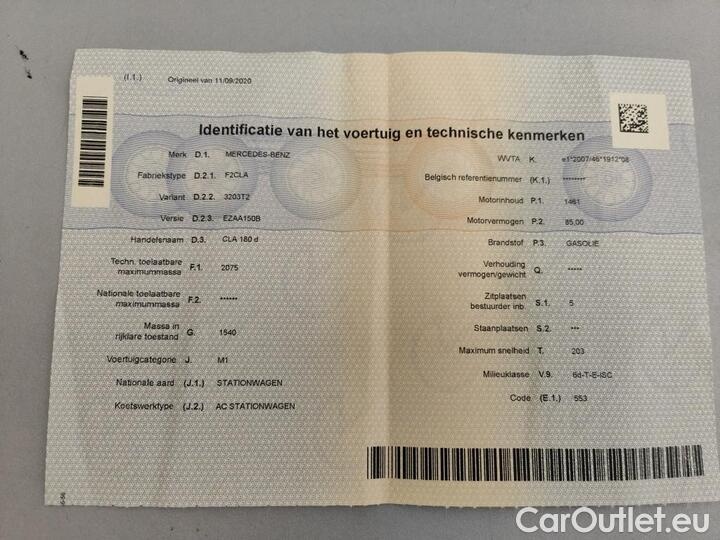 (I.1.) Origineel van 11/09/2020
Identificatie van het voertuig en technische kenmerken
Merk D.1. MERCEDES-BENZ
Fabriekstype D.2.1. F2CLA
Variant D.2.2. 3203T2
Versie D.2.3. EZAA150B
Handelsnaam D.3. CLA 180 d
Techn. toelaatbare
maximummassa F.1. 2075
Nationale toelaatbare
maximummassa F.2. ******
Massa in
rijklare toestand G. 1540
Voertuigcategorie J. M1
Nationale aard (J.1.) STATIONWAGEN
Koetswerktype (J.2.) AC STATIONWAGEN
WVTA K. e1*2007/46*1912*08
Belgisch referentienummer (K.1.) ********
Motorinhoud P.1. 1461
Motorvermogen P.2. 85,00
Brandstof P.3. GASOLIE
Verhouding
vermogen/gewicht Q. *****
Zitplaatsen
bestuurder inb. S.1. 5
Staanplaatsen S.2. ***
Maximum snelheid T. 203
Milieuklasse V.9. 6d-T-E-ISC
Code (E.1.) 553
CarOutlet.eu